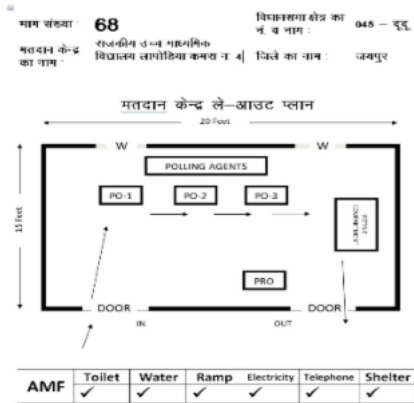 भाग संख्या : 68
विधानसभा क्षेत्र का नं. व नाम : 045 – दूदू
मतदान केन्द्र का नाम : राजकीय उच्च माध्यमिक विद्यालय लापोडिया कमरा न. 4
जिले का नाम : जयपुर
मतदान केन्द्र ले–आउट प्लान
20 Feet
W W
POLLING AGENTS
PO-1 PO-2 PO-3
15 Feet
PRO
DOOR DOOR
IN OUT
AMF Toilet Water Ramp Electricity Telephone Shelter
✓ ✓ ✓ ✓ ✓ ✓